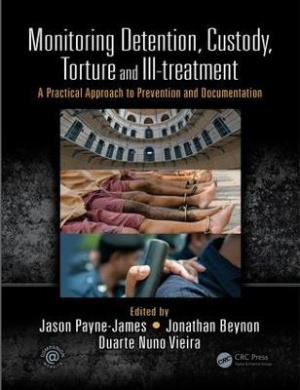 Monitoring Detention, Custody,
Torture and Ill-treatment
A Practical Approach to Prevention and Documentation
Edited by
Jason Payne-James • Jonathan Beynon
Duarte Nuno Vieira
CRC Press